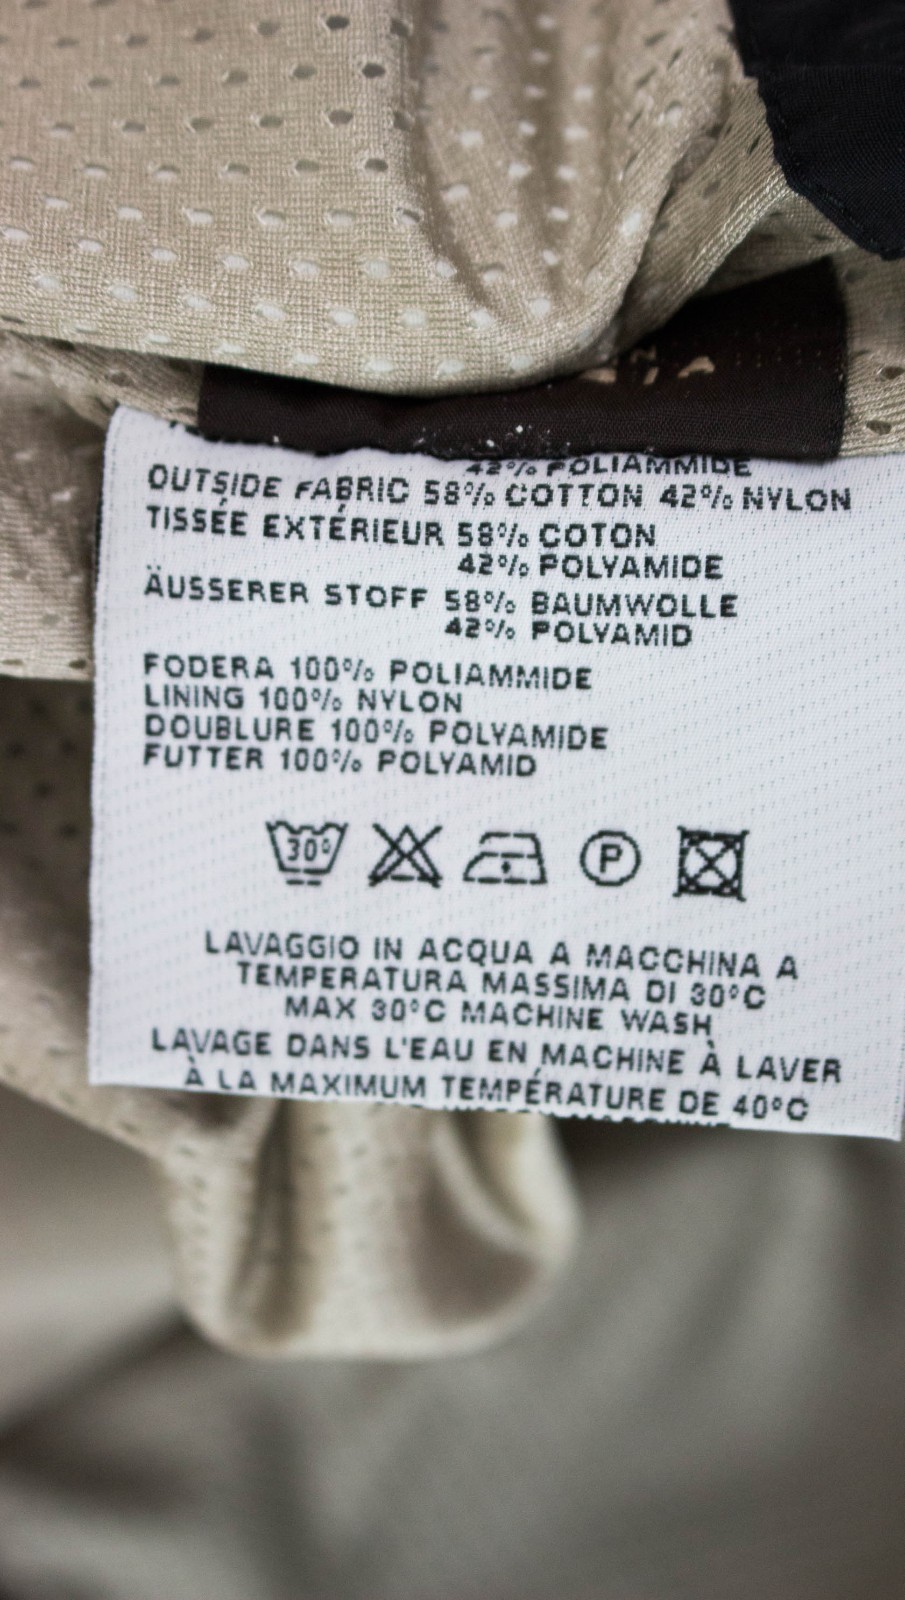 42% POLIAMMIDE
OUTSIDE FABRIC 58% COTTON 42% NYLON
TISSÉE EXTÉRIEUR 58% COTON
42% POLYAMIDE
ÄUSSERER STOFF 58% BAUMWOLLE
42% POLYAMID
FODERA 100% POLIAMMIDE
LINING 100% NYLON
DOUBLURE 100% POLYAMIDE
FUTTER 100% POLYAMID
30° P
LAVAGGIO IN ACQUA A MACCHINA A
TEMPERATURA MASSIMA DI 30°C
MAX 30°C MACHINE WASH
LAVAGE DANS L'EAU EN MACHINE À LAVER
À LA MAXIMUM TEMPÉRATURE DE 40°C